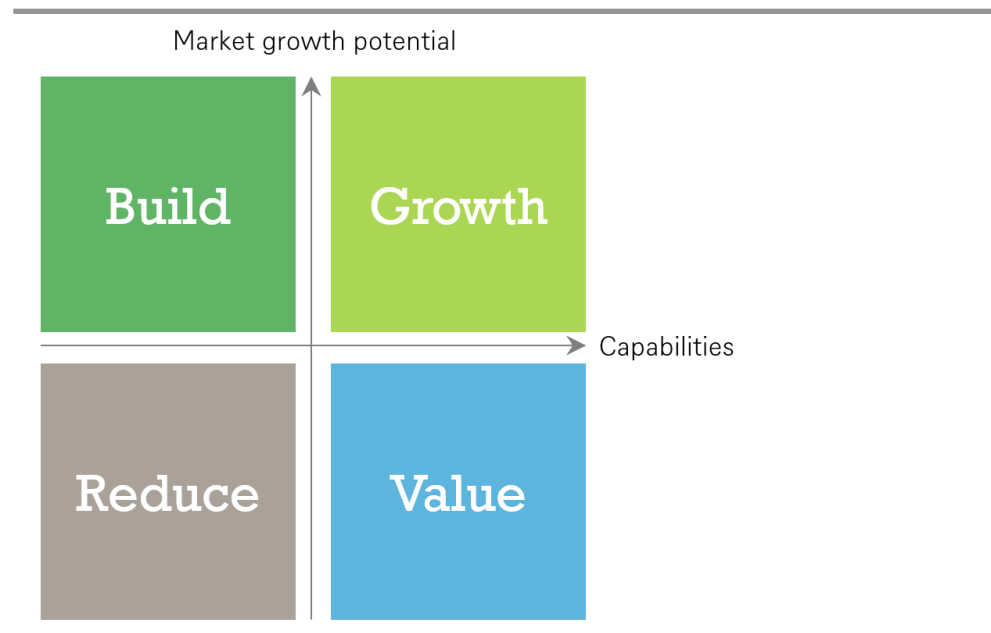 Market growth potential
Build
Growth
Capabilities
Reduce
Value